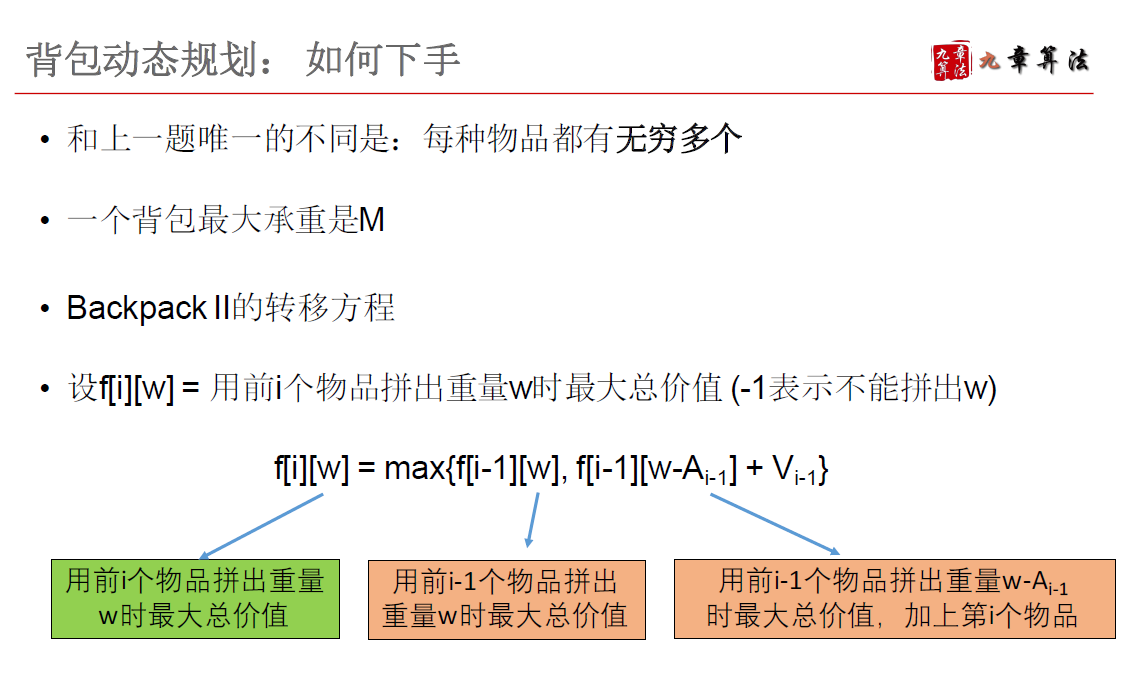 背包动态规划： 如何下手
九章算法
九章算法
• 和上一题唯一的不同是：每种物品都有无穷多个
• 一个背包最大承重是M
• Backpack II的转移方程
• 设f[i][w] = 用前i个物品拼出重量w时最大总价值 (-1表示不能拼出w)
f[i][w] = max{f[i-1][w], f[i-1][w-Ai-1] + Vi-1}
用前i个物品拼出重量
w时最大总价值
用前i-1个物品拼出
重量w时最大总价值
用前i-1个物品拼出重量w-Ai-1
时最大总价值，加上第i个物品